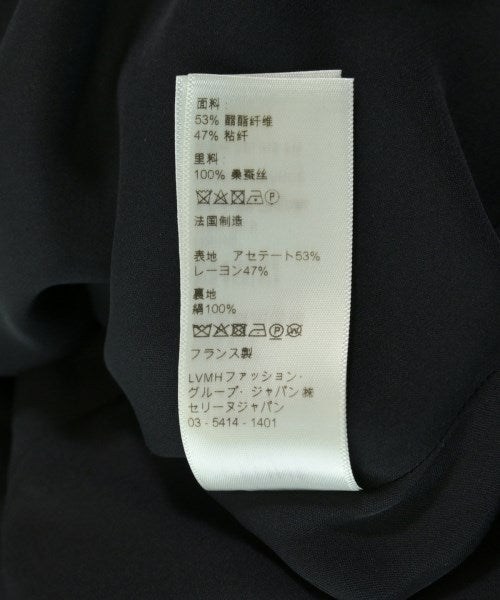 面料:
53% 醋酯纤维
47% 粘纤
里料:
100% 桑蚕丝
法国制造
表地 アセテート53%
レーヨン47%
裏地
絹100%
フランス製
LVMHファッション・
グループ・ジャパン㈱
セリーヌジャパン
03 - 5414 - 1401